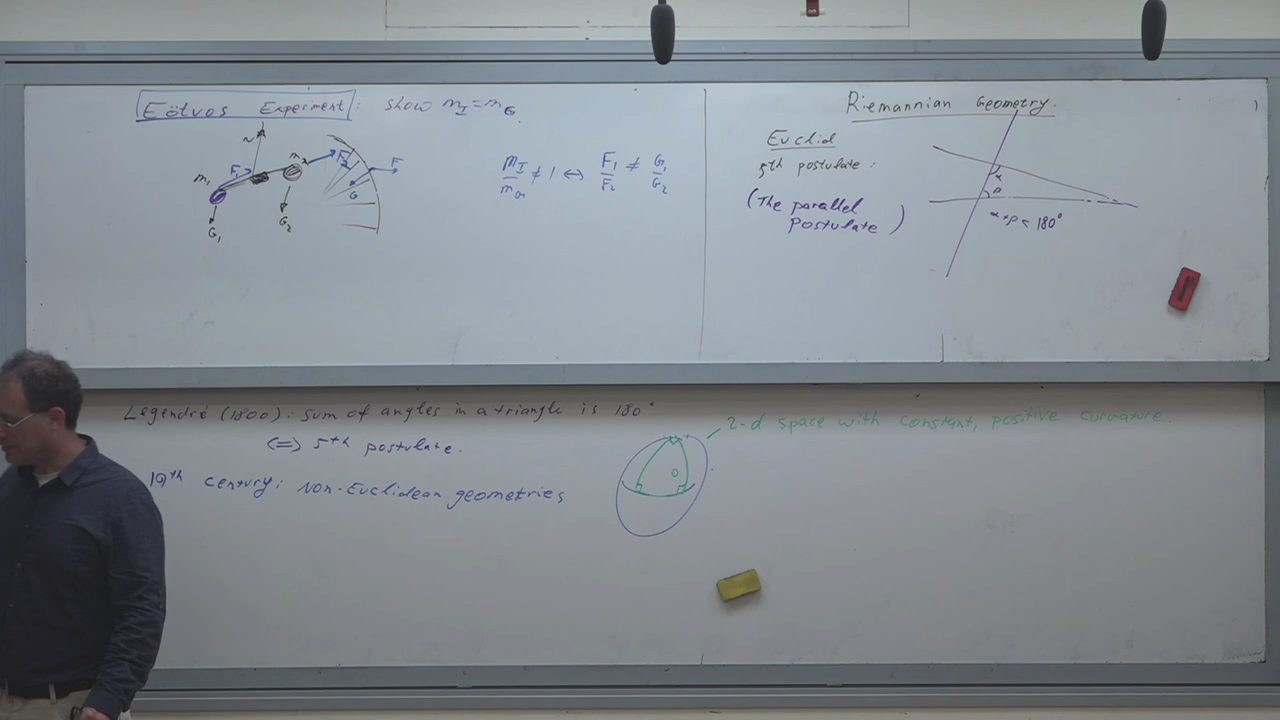 Eötvos Experiment: show m_I = m_G.
N
m_1
F_1
m_2
F_2
F
G
G_1
G_2
m_I/m_G ≠ 1 ⇔ F_1/F_2 ≠ G_1/G_2
Riemannian Geometry.
Euclid
5th postulate:
(The parallel
postulate)
α
β
α+β < 180°
Legendré (1800): sum of angles in a triangle is 180°
⇔ 5th postulate.
19th century: Non-Euclidean geometries
2-d space with constant, positive curvature.